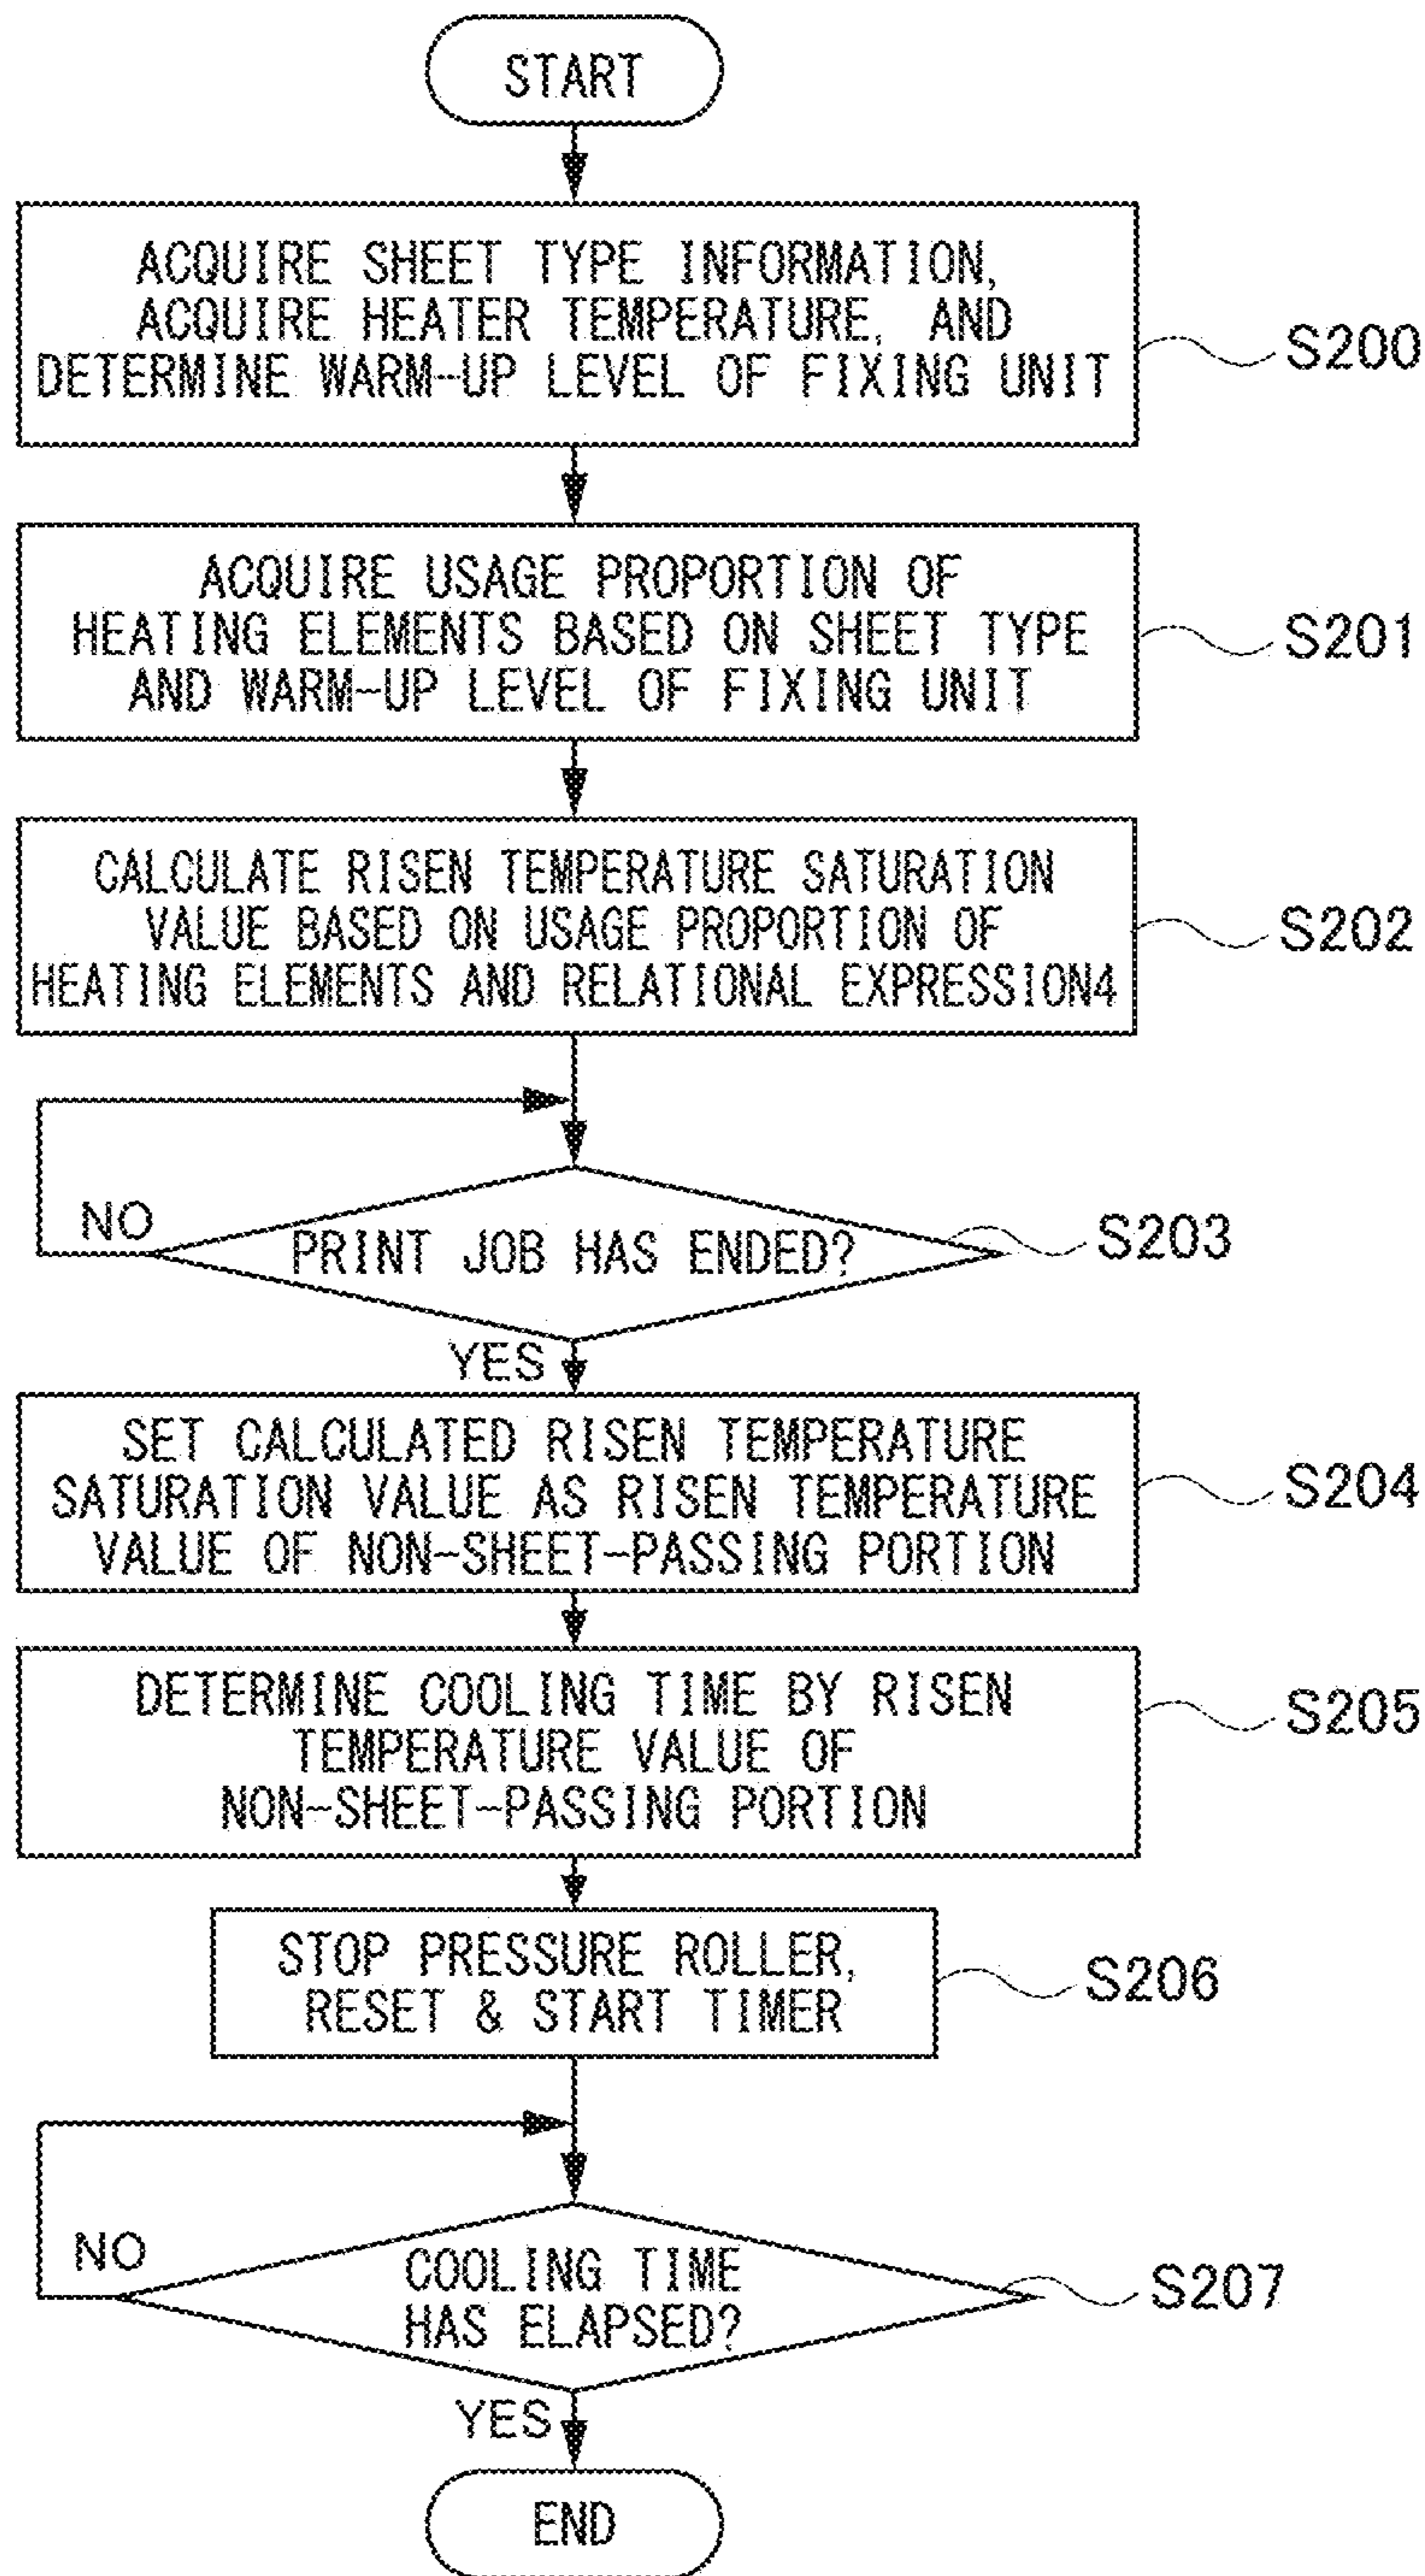 START
ACQUIRE SHEET TYPE INFORMATION,
ACQUIRE HEATER TEMPERATURE, AND
DETERMINE WARM-UP LEVEL OF FIXING UNIT
S200
ACQUIRE USAGE PROPORTION OF
HEATING ELEMENTS BASED ON SHEET TYPE
AND WARM-UP LEVEL OF FIXING UNIT
S201
CALCULATE RISEN TEMPERATURE SATURATION
VALUE BASED ON USAGE PROPORTION OF
HEATING ELEMENTS AND RELATIONAL EXPRESSION4
S202
NO
PRINT JOB HAS ENDED?
S203
YES
SET CALCULATED RISEN TEMPERATURE
SATURATION VALUE AS RISEN TEMPERATURE
VALUE OF NON-SHEET-PASSING PORTION
S204
DETERMINE COOLING TIME BY RISEN
TEMPERATURE VALUE OF
NON-SHEET-PASSING PORTION
S205
STOP PRESSURE ROLLER,
RESET & START TIMER
S206
NO
COOLING TIME
HAS ELAPSED?
S207
YES
END